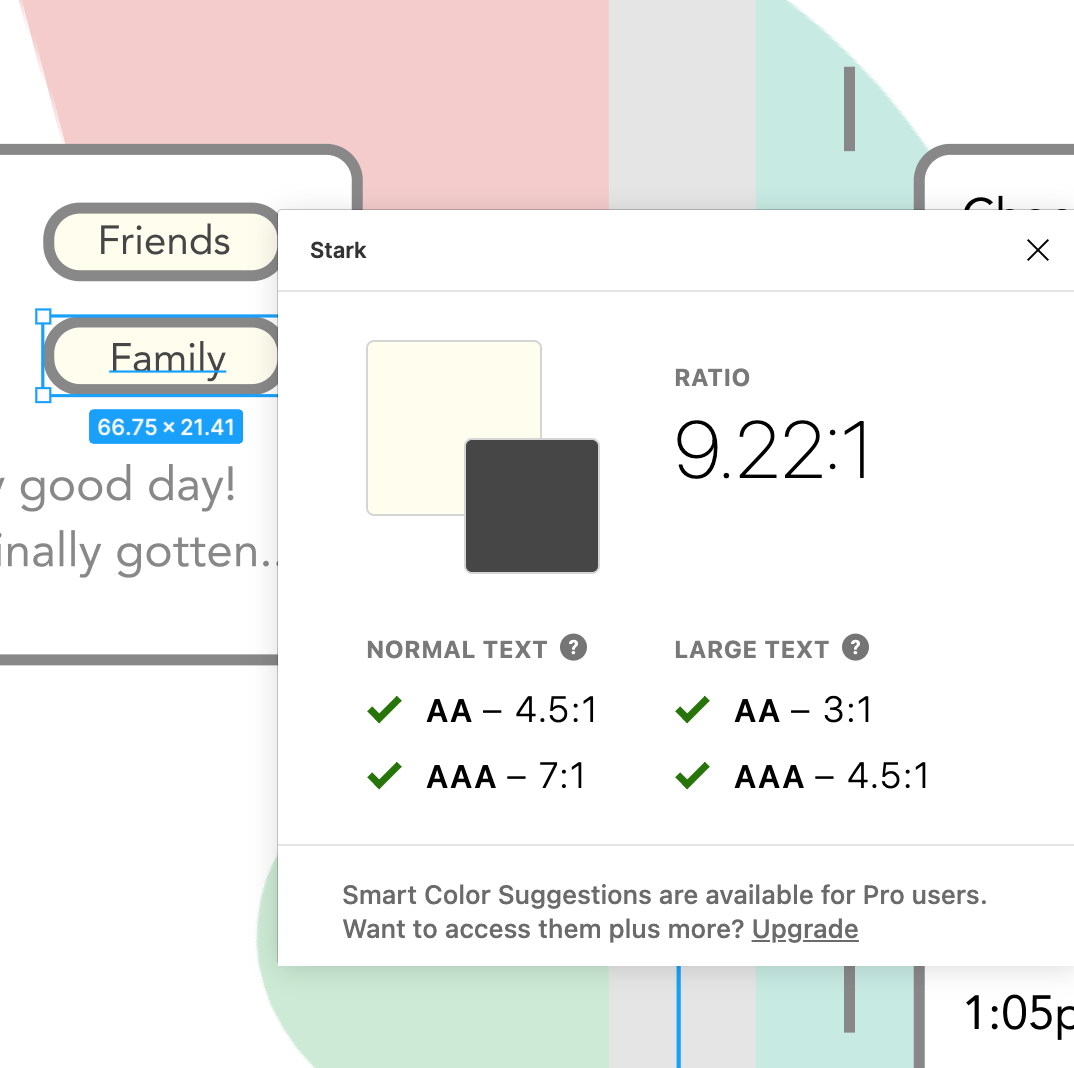 Friends
Family
66.75 × 21.41
good day!
gotten...
Stark
RATIO
9.22:1
NORMAL TEXT ?
AA – 4.5:1
AAA – 7:1
LARGE TEXT ?
AA – 3:1
AAA – 4.5:1
Smart Color Suggestions are available for Pro users.
Want to access them plus more? Upgrade
1:05p